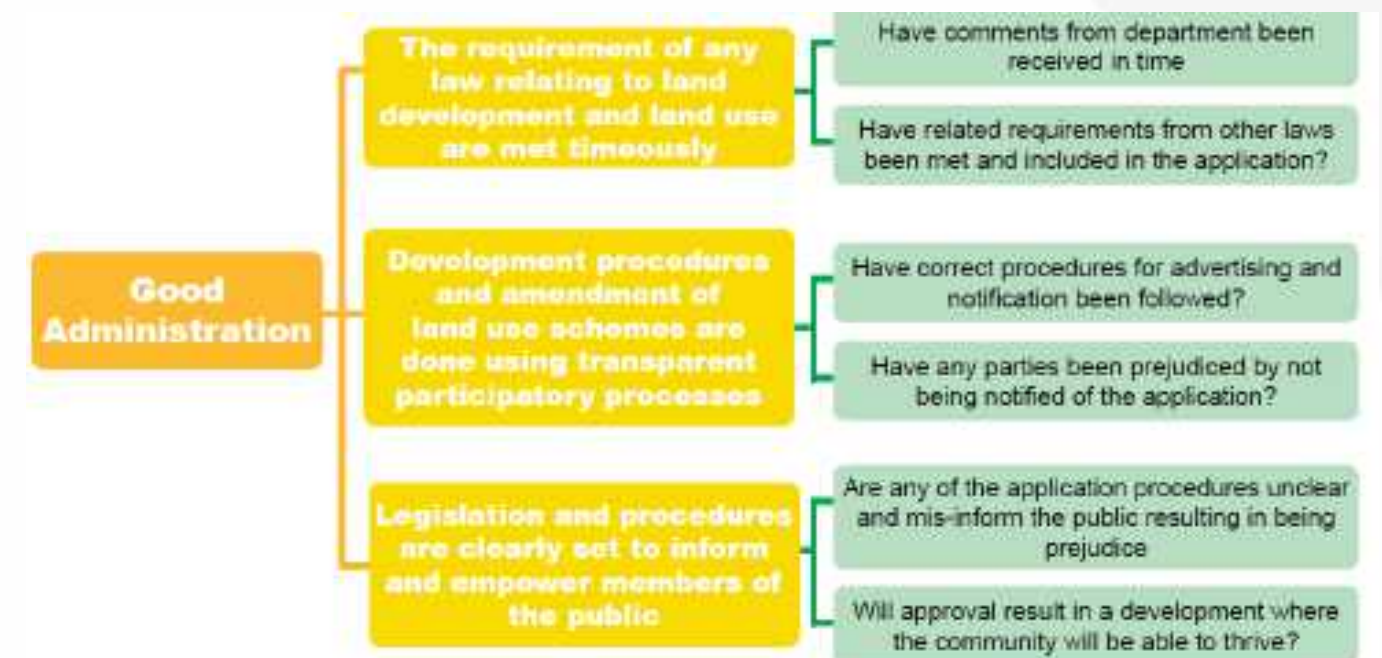 Good
Administration
The requirement of any
law relating to land
development and land use
are met timeously
Have comments from department been
received in time
Have related requirements from other laws
been met and included in the application?
Development procedures
and amendment of
land use schemes are
done using transparent
participatory processes
Have correct procedures for advertising and
notification been followed?
Have any parties been prejudiced by not
being notified of the application?
Legislation and procedures
are clearly set to inform
and empower members of
the public
Are any of the application procedures unclear
and mis-inform the public resulting in being
prejudice
Will approval result in a development where
the community will be able to thrive?